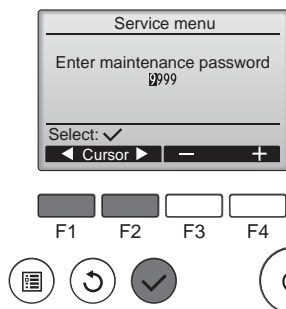 Service menu
Enter maintenance password
9999
Select: ✓
◀ Cursor ▶ − +
F1 F2 F3 F4